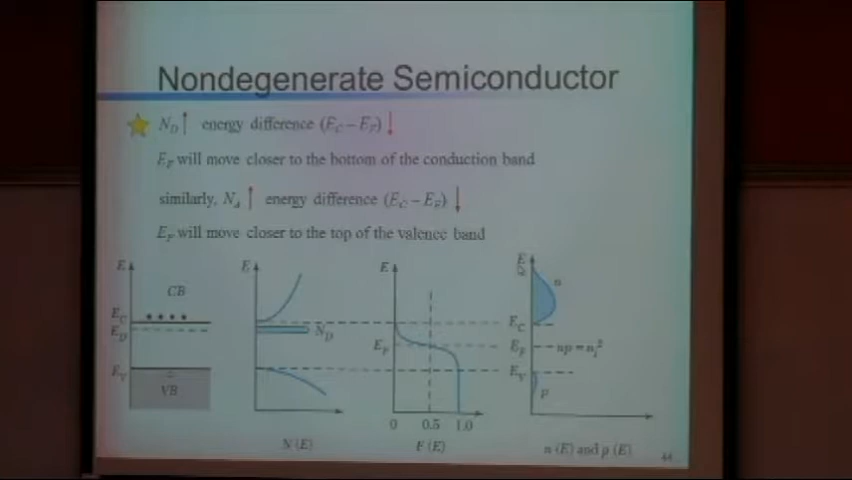 Nondegenerate Semiconductor
N_D ↑ energy difference (E_C – E_F) ↓
E_F will move closer to the bottom of the conduction band
similarly, N_A ↑ energy difference (E_C – E_F) ↓
E_F will move closer to the top of the valence band
E E E E
CB n
E_C N_D E_C
E_D E_F E_F np = n_i²
E_V E_V
VB p
0 0.5 1.0
N (E) F (E) n (E) and p (E) 44